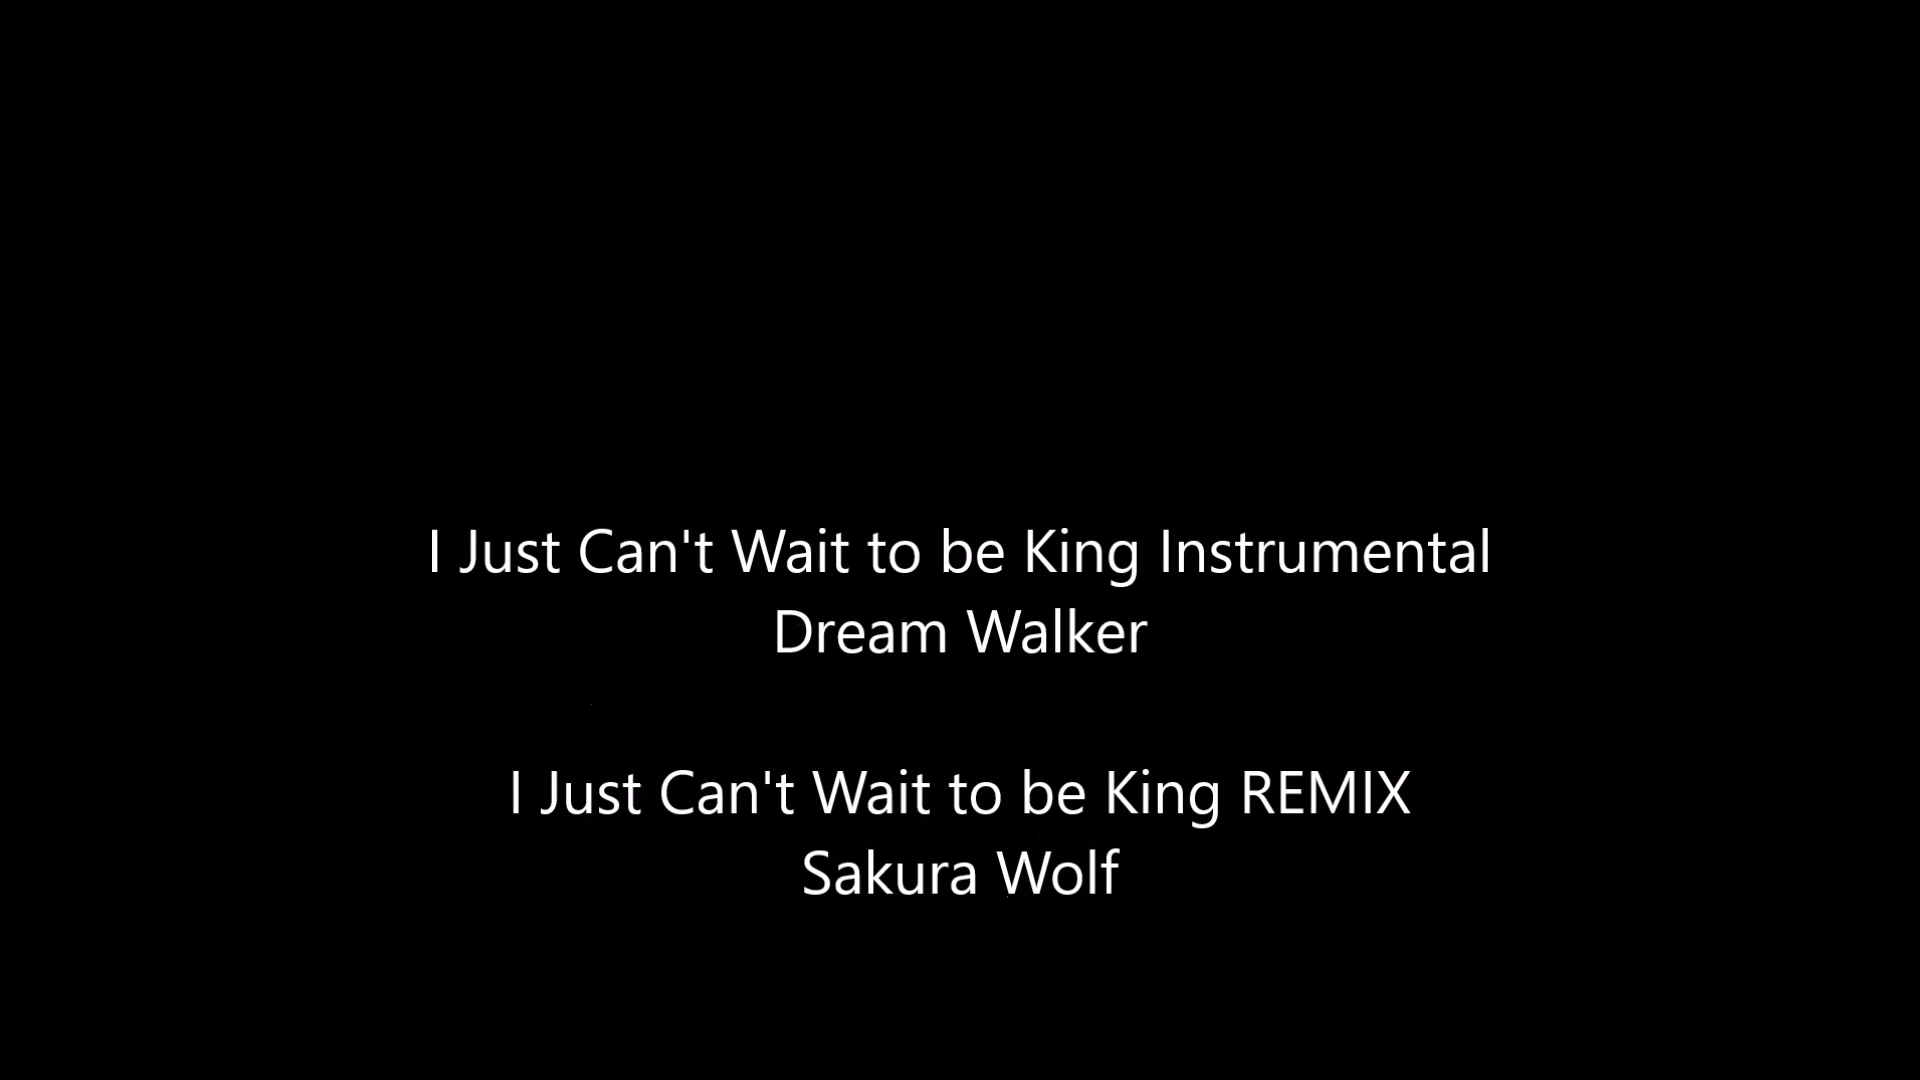 I Just Can't Wait to be King Instrumental
Dream Walker
I Just Can't Wait to be King REMIX
Sakura Wolf